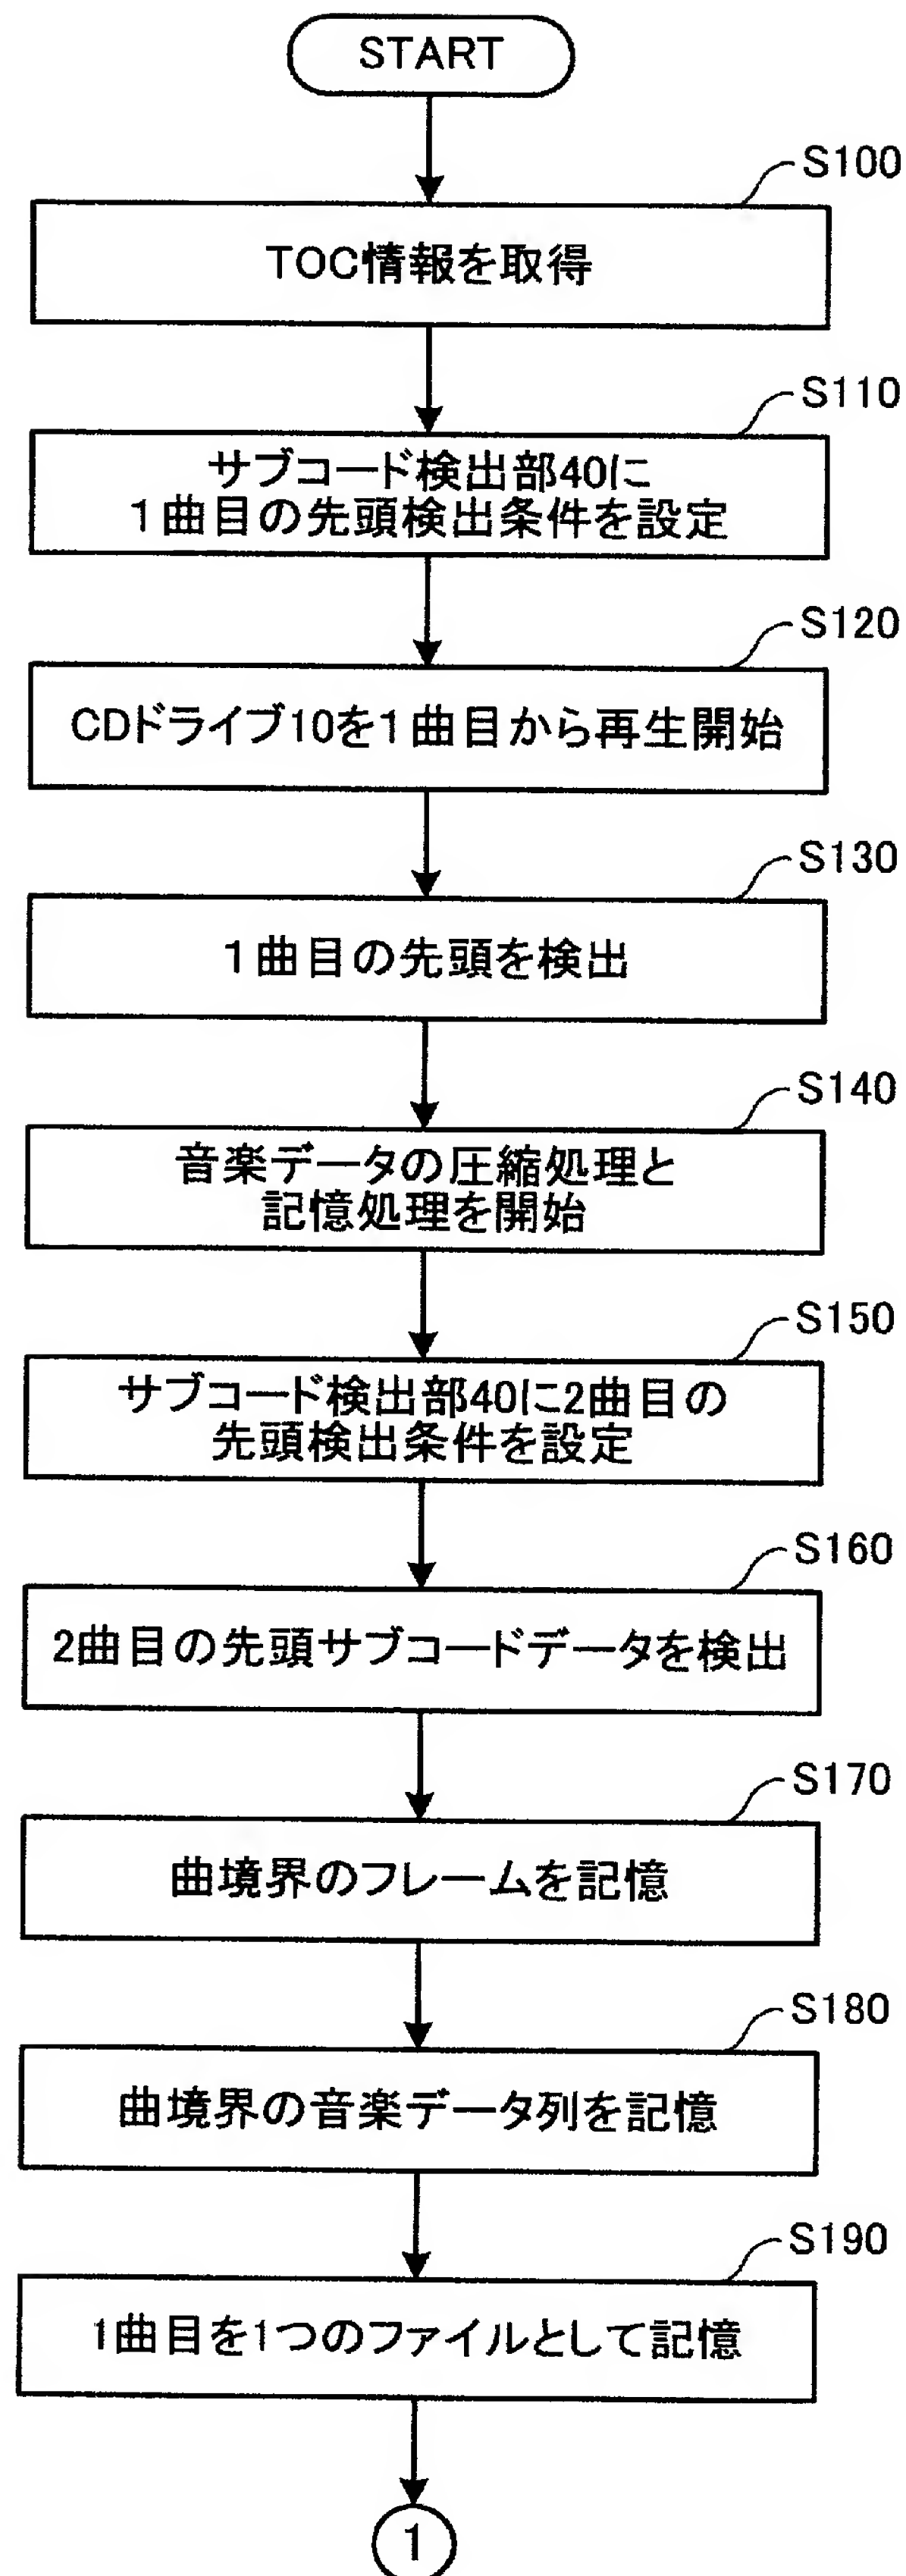 START
S100
TOC情報を取得
S110
サブコード検出部40に
1曲目の先頭検出条件を設定
S120
CDドライブ10を1曲目から再生開始
S130
1曲目の先頭を検出
S140
音楽データの圧縮処理と
記憶処理を開始
S150
サブコード検出部40に2曲目の
先頭検出条件を設定
S160
2曲目の先頭サブコードデータを検出
S170
曲境界のフレームを記憶
S180
曲境界の音楽データ列を記憶
S190
1曲目を1つのファイルとして記憶
1